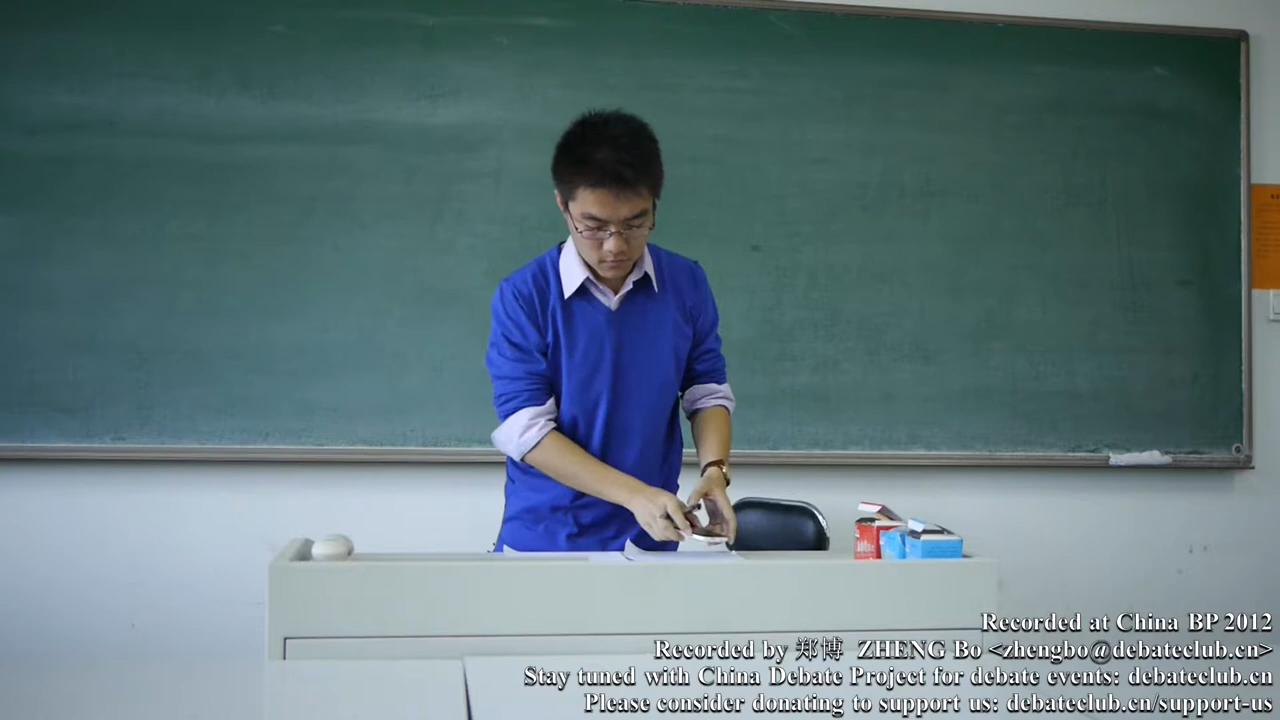 Recorded at China BP 2012
Recorded by 郑博 ZHENG Bo <zhengbo@debateclub.cn>
Stay tuned with China Debate Project for debate events: debateclub.cn
Please consider donating to support us: debateclub.cn/support-us